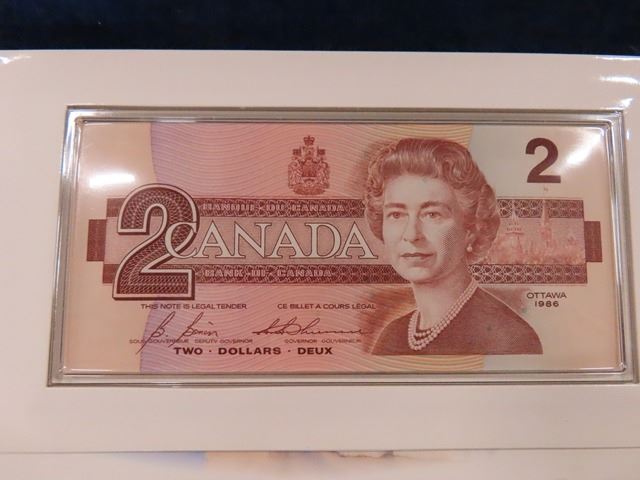 2
BANQUE · DU · CANADA
2 CANADA
BANK · OF · CANADA
THIS NOTE IS LEGAL TENDER CE BILLET A COURS LÉGAL
OTTAWA
1986
SOUS-GOUVERNEUR DEPUTY GOVERNOR GOVERNOR GOUVERNEUR
TWO · DOLLARS · DEUX